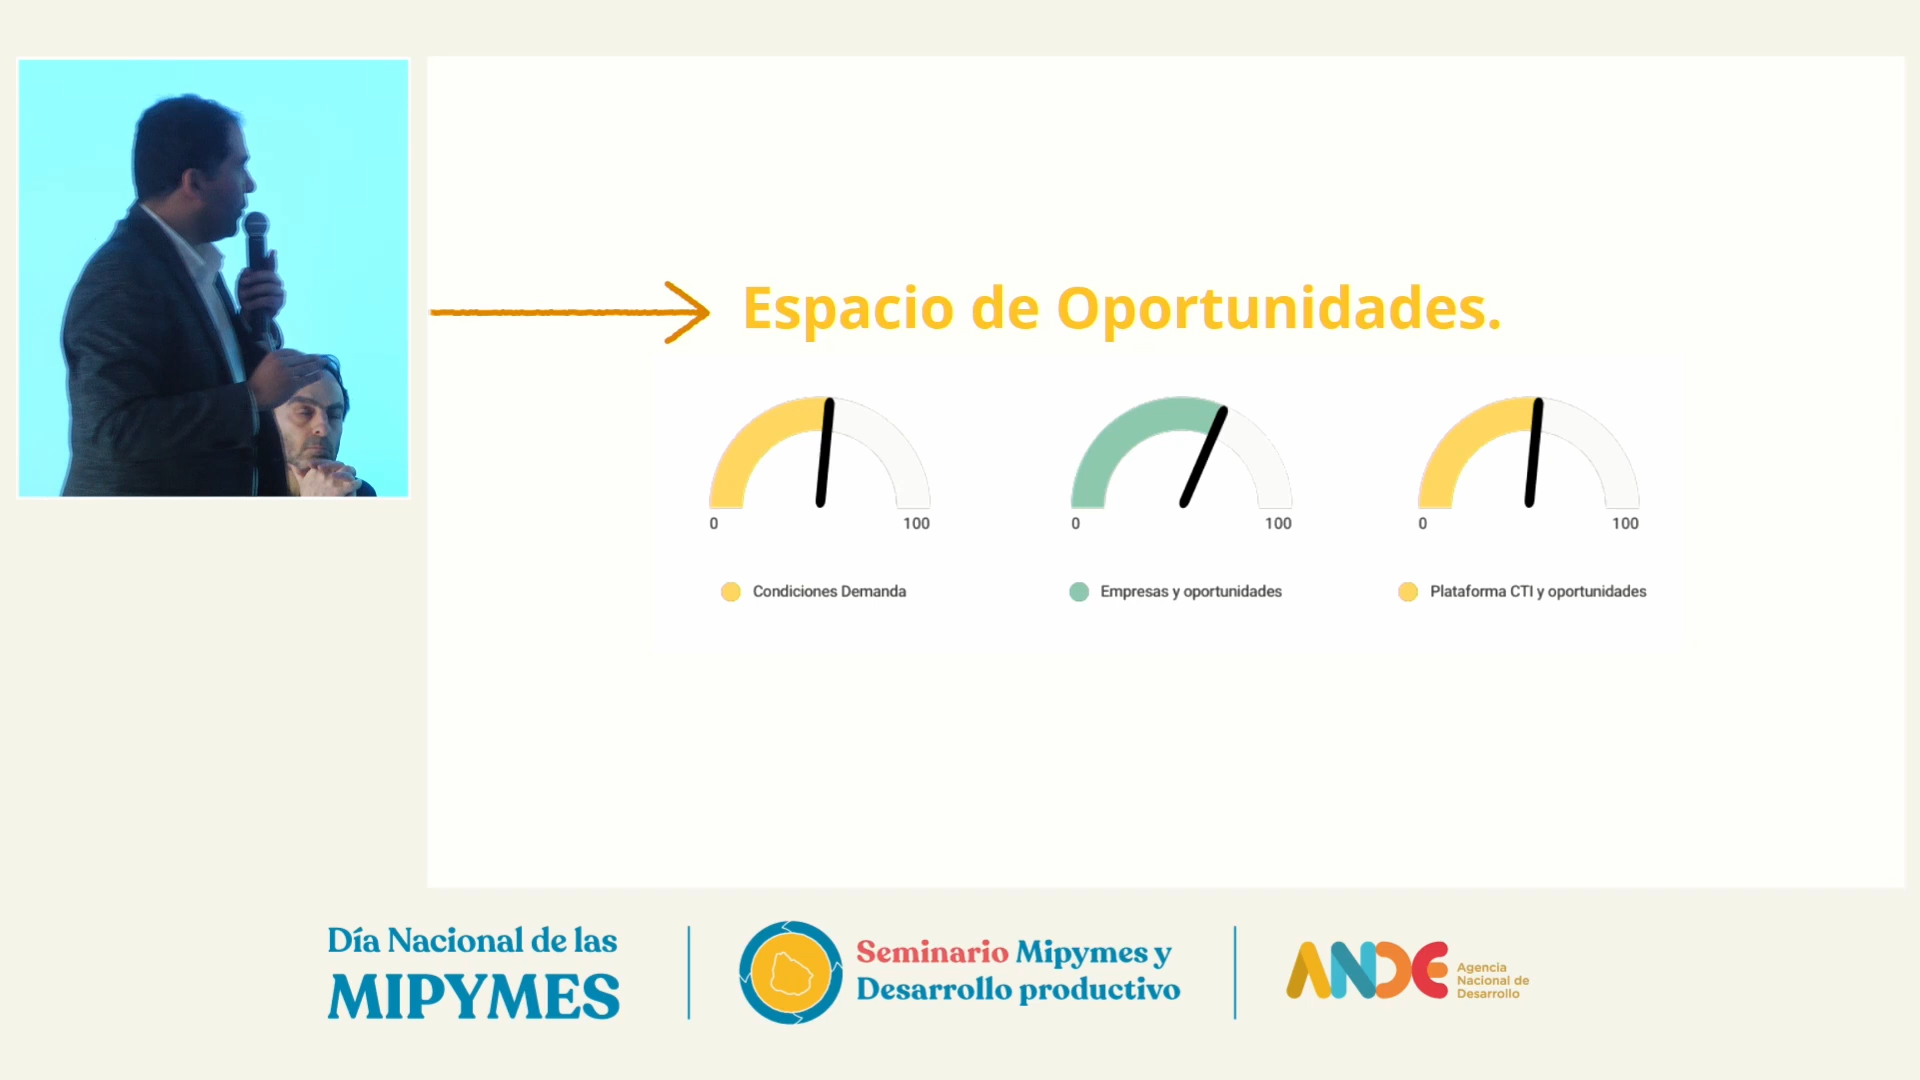 Espacio de Oportunidades.
0 100
0 100
0 100
Condiciones Demanda
Empresas y oportunidades
Plataforma CTI y oportunidades
Día Nacional de las
MIPYMES
Seminario Mipymes y
Desarrollo productivo
ANDE
Agencia
Nacional de
Desarrollo